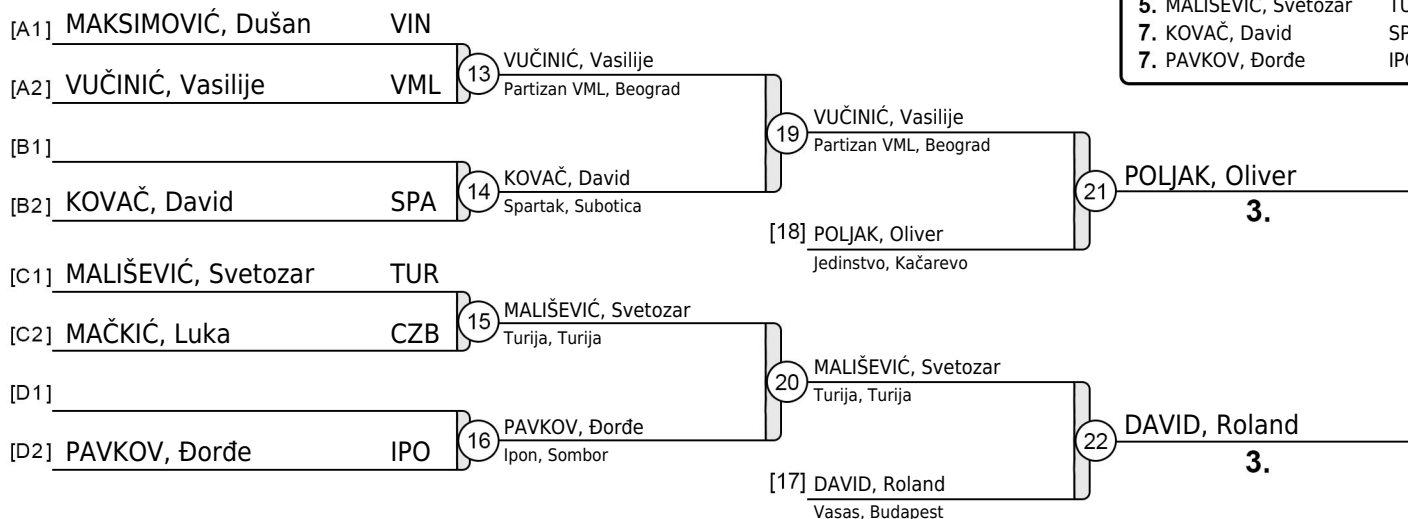 5. MALIŠEVIĆ, Svetozar
7. KOVAČ, David
7. PAVKOV, Đorđe
[A1] MAKSIMOVIĆ, Dušan VIN
[A2] VUČINIĆ, Vasilije VML
13 VUČINIĆ, Vasilije
Partizan VML, Beograd
[B1]
[B2] KOVAČ, David SPA
14 KOVAČ, David
Spartak, Subotica
19 VUČINIĆ, Vasilije
Partizan VML, Beograd
[18] POLJAK, Oliver
Jedinstvo, Kačarevo
21 POLJAK, Oliver
3.
[C1] MALIŠEVIĆ, Svetozar TUR
[C2] MAČKIĆ, Luka CZB
15 MALIŠEVIĆ, Svetozar
Turija, Turija
[D1]
[D2] PAVKOV, Đorđe IPO
16 PAVKOV, Đorđe
Ipon, Sombor
20 MALIŠEVIĆ, Svetozar
Turija, Turija
[17] DAVID, Roland
Vasas, Budapest
22 DAVID, Roland
3.